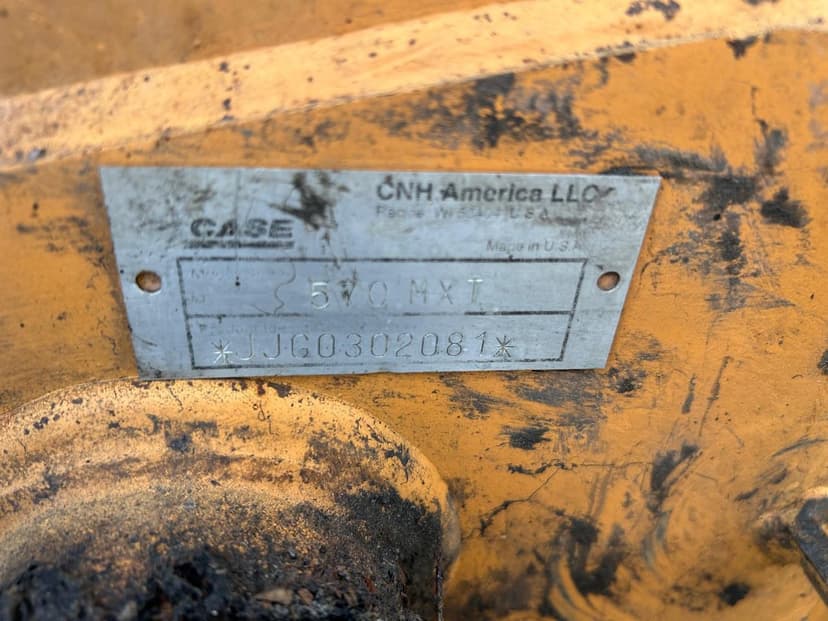 CNH America LLC
CASE
Made in U.S.A.
570 MXT
*JJG0302081*